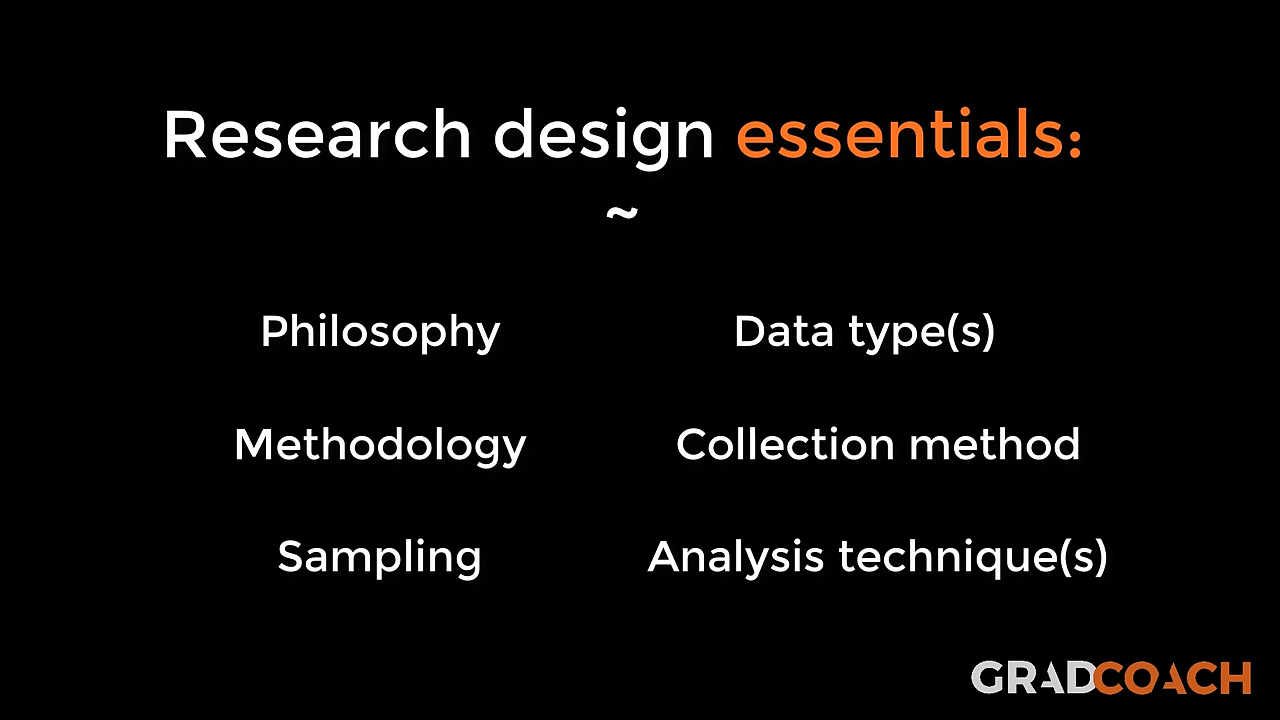 Research design essentials:
~
Philosophy
Data type(s)
Methodology
Collection method
Sampling
Analysis technique(s)
GRADCOACH